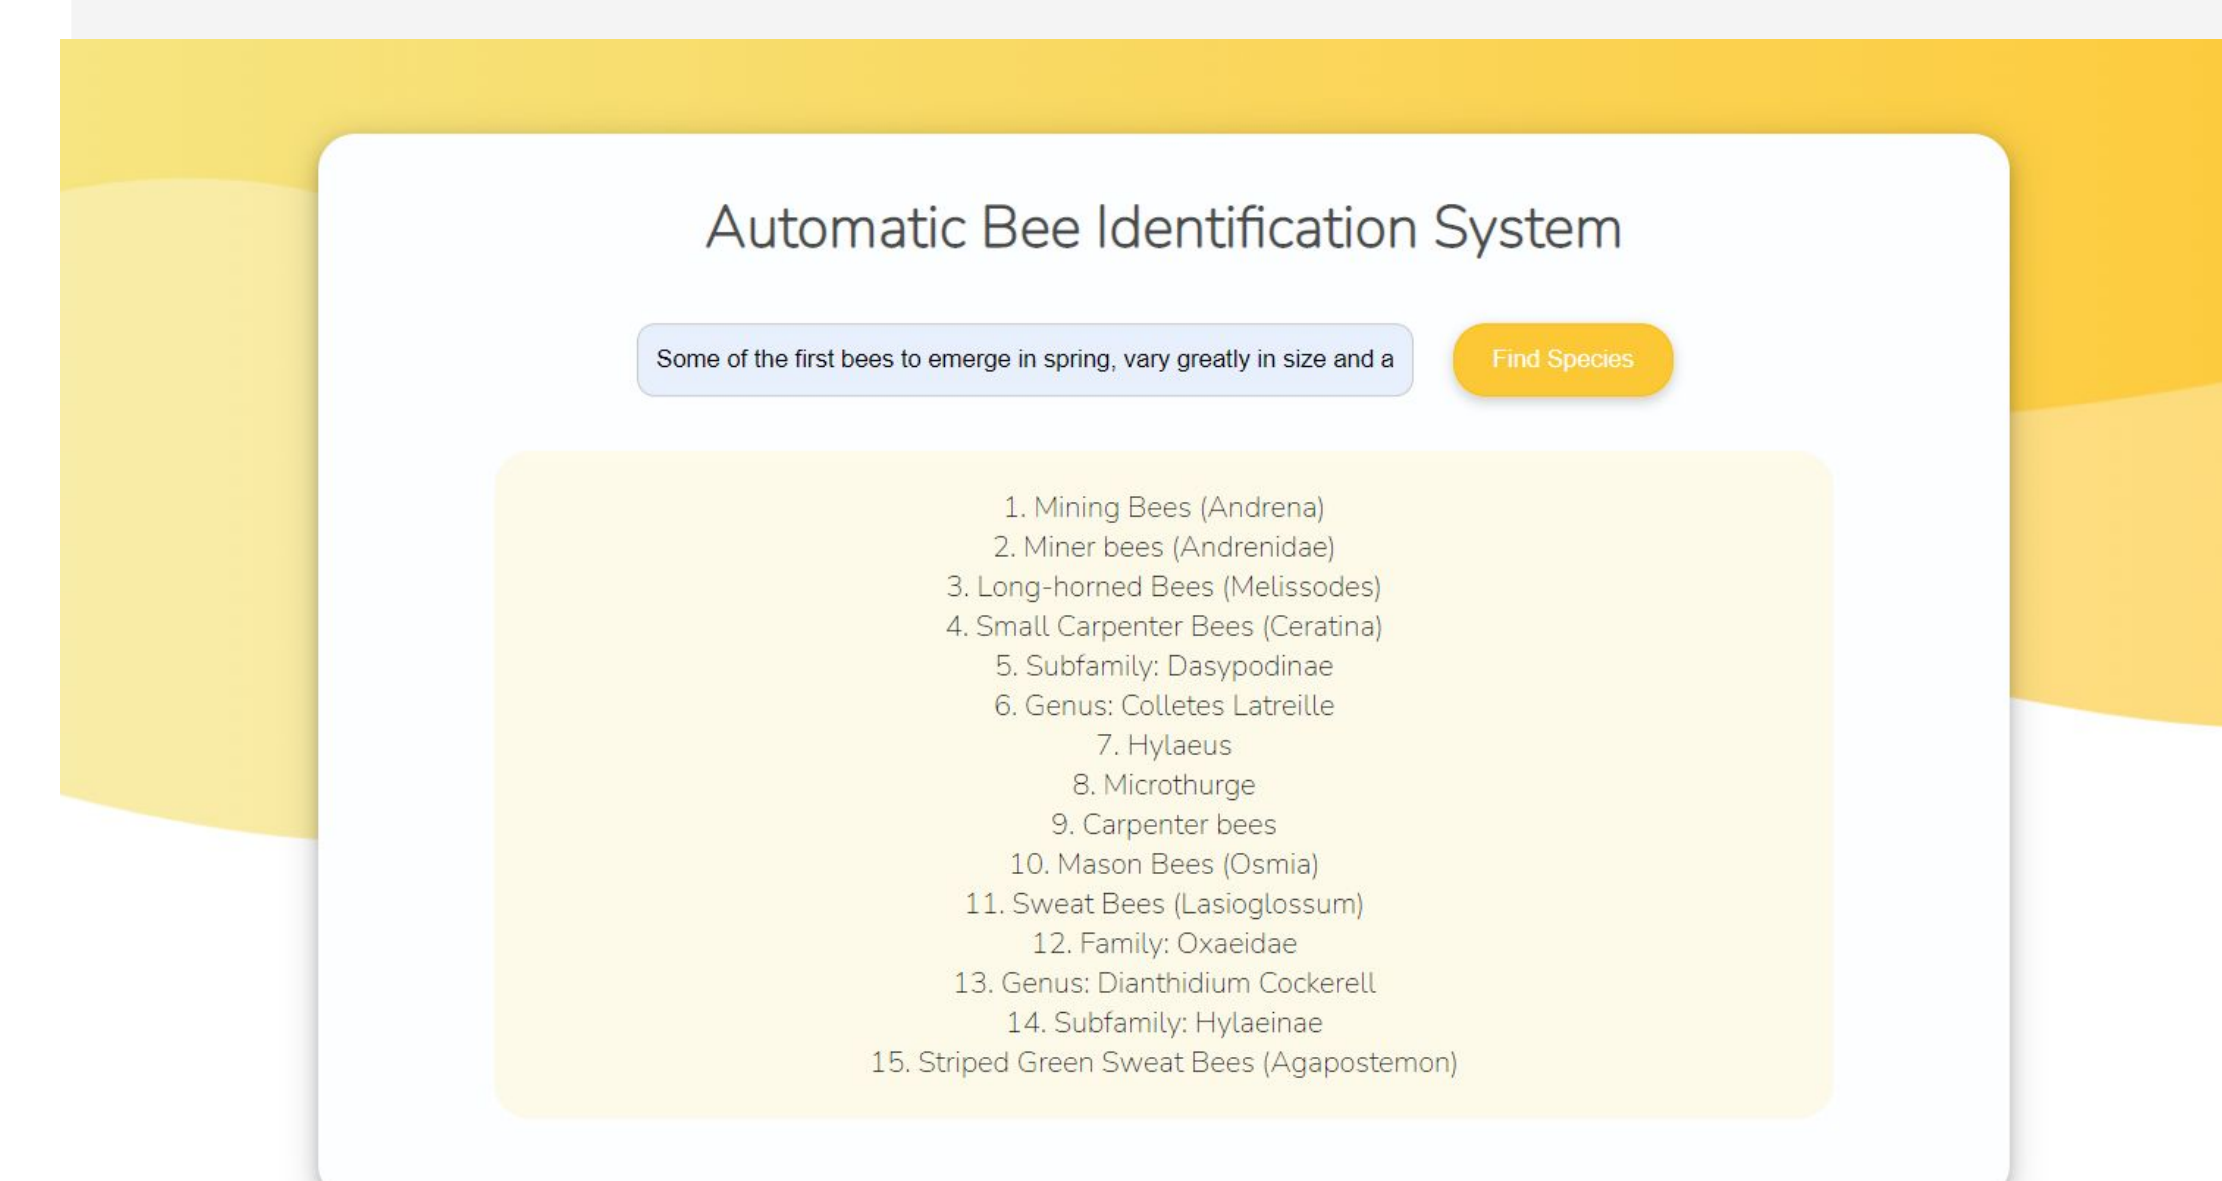 Automatic Bee Identification System
Some of the first bees to emerge in spring, vary greatly in size and a
Find Species
1. Mining Bees (Andrena)
2. Miner bees (Andrenidae)
3. Long-horned Bees (Melissodes)
4. Small Carpenter Bees (Ceratina)
5. Subfamily: Dasypodinae
6. Genus: Colletes Latreille
7. Hylaeus
8. Microthurge
9. Carpenter bees
10. Mason Bees (Osmia)
11. Sweat Bees (Lasioglossum)
12. Family: Oxaeidae
13. Genus: Dianthidium Cockerell
14. Subfamily: Hylaeinae
15. Striped Green Sweat Bees (Agapostemon)